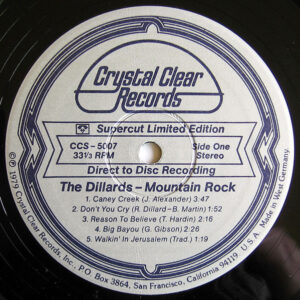 Crystal Clear
Records
Supercut Limited Edition
CCS - 5007
Side One
33⅓ RPM
Stereo
Direct to Disc Recording
The Dillards – Mountain Rock
1. Caney Creek (J. Alexander) 3:47
2. Don't You Cry (R. Dillard - B. Martin) 1:52
3. Reason To Believe (T. Hardin) 2:16
4. Big Bayou (G. Gibson) 2:00
5. Walkin' In Jerusalem (Trad.) 1:19
℗©1979 Crystal Clear Records, Inc., P.O. Box 3864, San Francisco, California 94119, U.S.A. Made in West Germany.